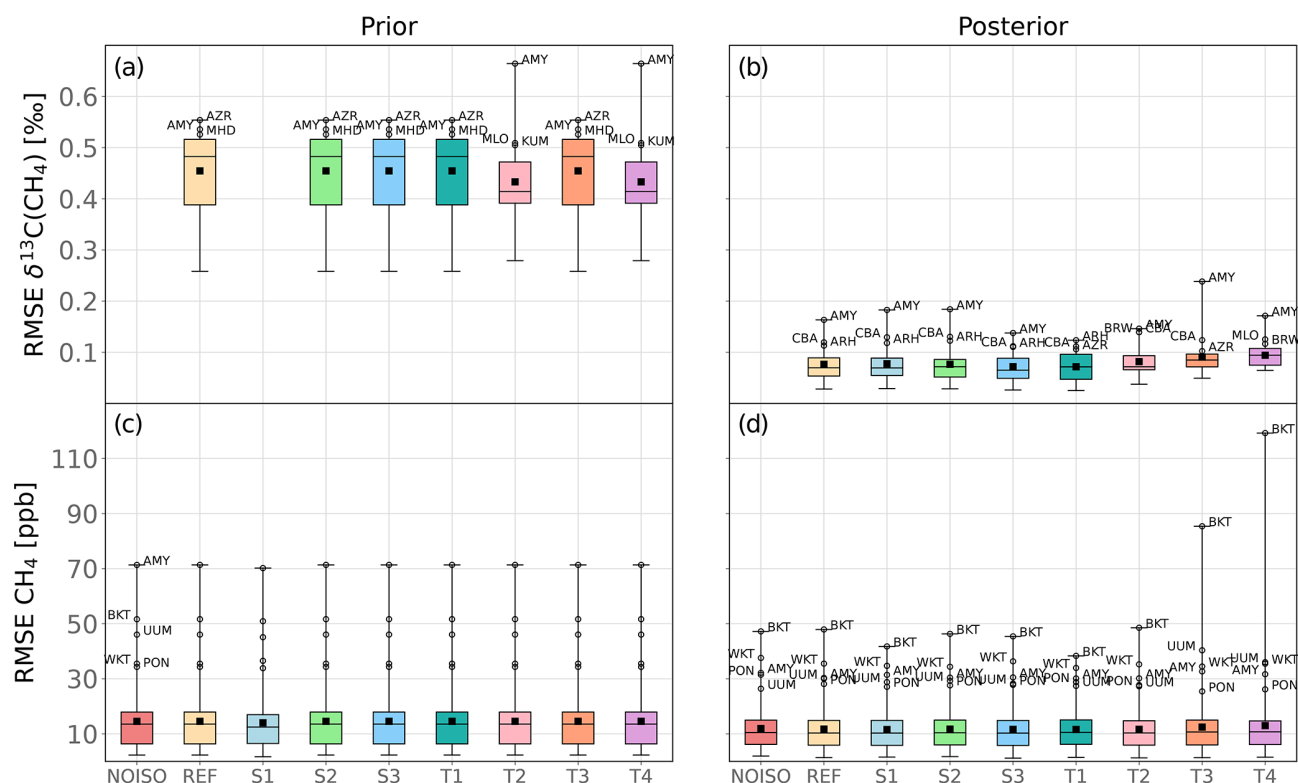 Prior
Posterior
(a)
(b)
RMSE δ¹³C(CH₄) [‰]
0.6
0.5
0.4
0.3
0.2
0.1
AMY AZR MHD
AMY AZR MHD
AMY AZR MHD
AMY AZR MHD
AMY MLO KUM
AMY AZR MHD
AMY MLO KUM
AMY CBA ARH
AMY CBA ARH
AMY CBA ARH
AMY CBA ARH
ARH CBA AZR
AMY BRW CBA
AMY CBA AZR
AMY MLO BRW
(c)
(d)
RMSE CH₄ [ppb]
110
90
70
50
30
10
AMY
BKT
UUM
WKT PON
BKT WKT AMY PON UUM
BKT WKT AMY UUM PON
BKT WKT AMY UUM PON
BKT WKT AMY UUM PON
BKT WKT AMY UUM PON
BKT WKT AMY PON UUM
BKT WKT AMY PON UUM
BKT UUM WKT AMY PON
BKT UUM WKT AMY PON
NOISO REF S1 S2 S3 T1 T2 T3 T4
NOISO REF S1 S2 S3 T1 T2 T3 T4